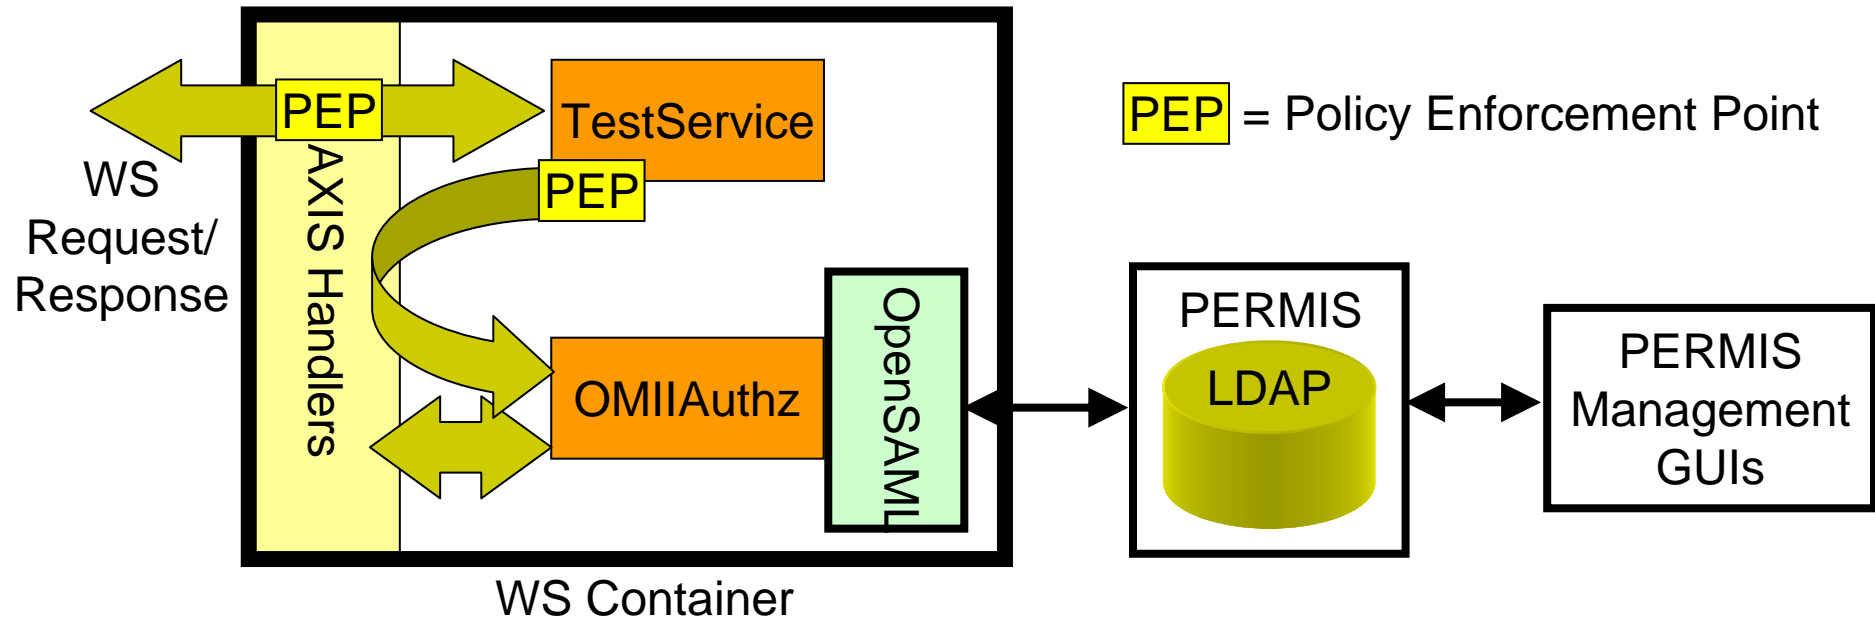 PEP
TestService
PEP = Policy Enforcement Point
WS
Request/
Response
AXIS Handlers
PEP
OMIIAuthz
OpenSAML
PERMIS
LDAP
PERMIS
Management
GUIs
WS Container